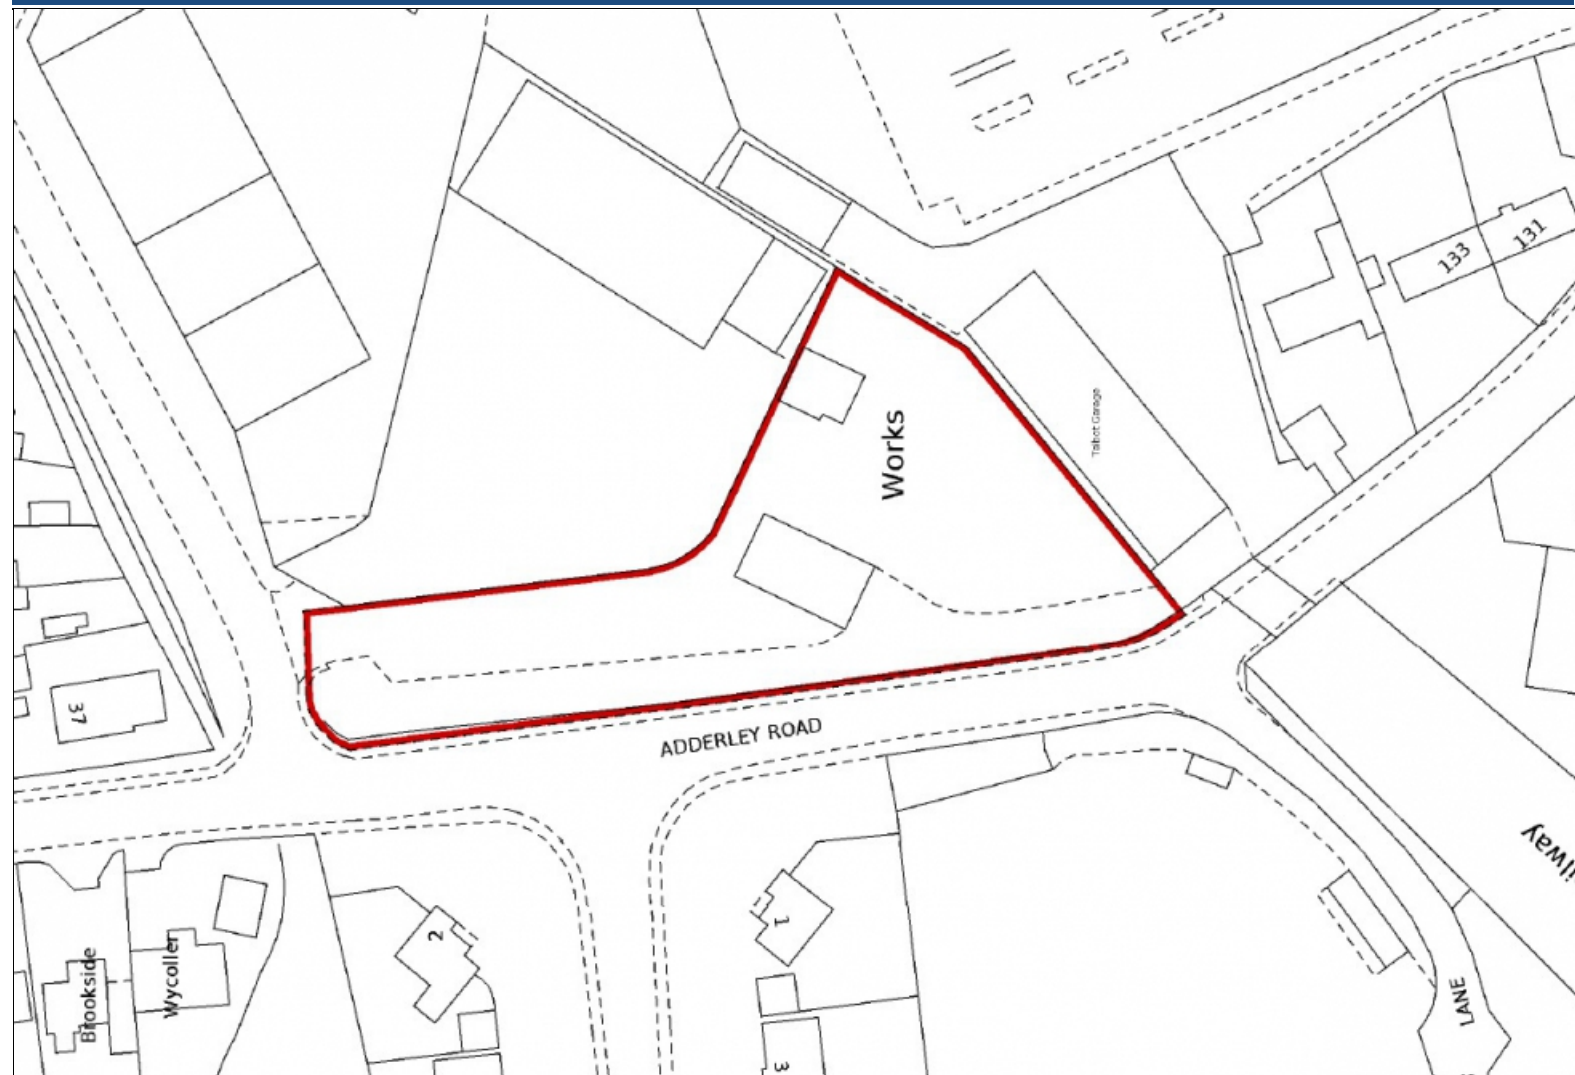 131
133
Talbot Garage
Works
37
ADDERLEY ROAD
ilway
2
1
Brookside
Wycoller
LANE
3